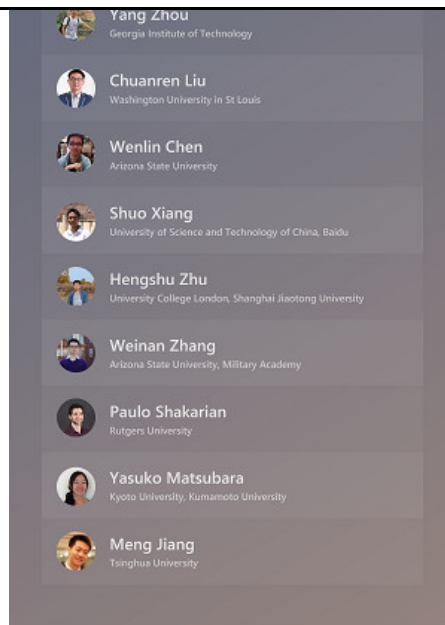 Yang Zhou
Georgia Institute of Technology
Chuanren Liu
Washington University in St Louis
Wenlin Chen
Arizona State University
Shuo Xiang
University of Science and Technology of China, Baidu
Hengshu Zhu
University College London, Shanghai Jiaotong University
Weinan Zhang
Arizona State University, Military Academy
Paulo Shakarian
Rutgers University
Yasuko Matsubara
Kyoto University, Kumamoto University
Meng Jiang
Tsinghua University